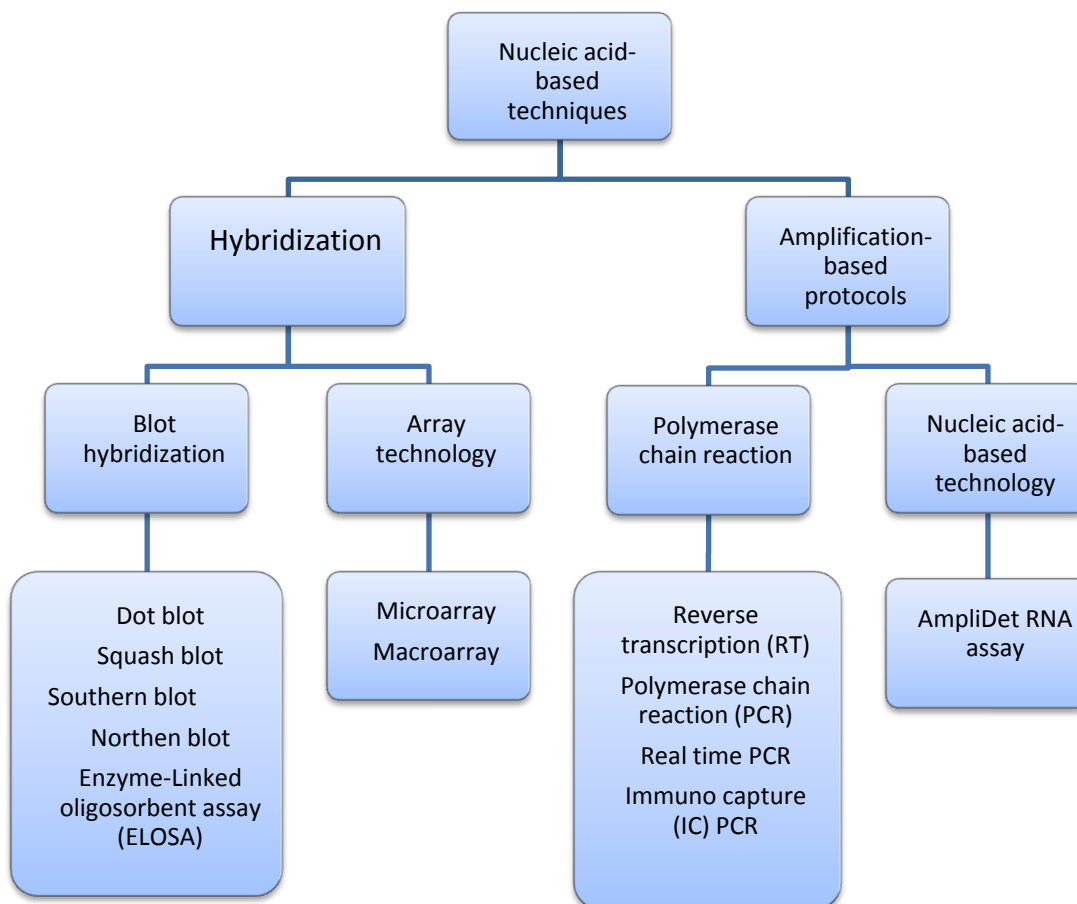 Nucleic acid-
based
techniques
Hybridization
Amplification-
based
protocols
Blot
hybridization
Array
technology
Polymerase
chain reaction
Nucleic acid-
based
technology
Dot blot
Squash blot
Southern blot
Northen blot
Enzyme-Linked
oligosorbent assay
(ELOSA)
Microarray
Macroarray
Reverse
transcription (RT)
Polymerase chain
reaction (PCR)
Real time PCR
Immuno capture
(IC) PCR
AmpliDet RNA
assay